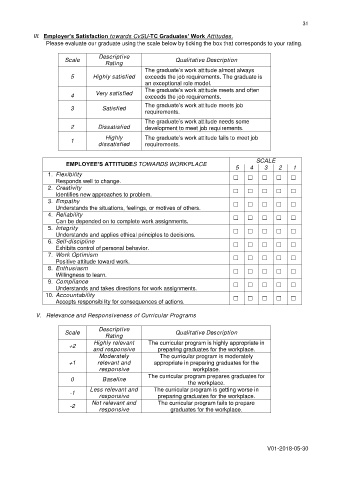 31
III. Employer's Satisfaction towards CvSU-TC Graduates' Work Attitudes.
Please evaluate our graduate using the scale below by ticking the box that corresponds to your rating.
Scale Descriptive Rating Qualitative Description
5 Highly satisfied The graduate's work attitude almost always
exceeds the job requirements. The graduate is
an exceptional role model.
4 Very satisfied The graduate's work attitude meets and often
exceeds the job requirements.
3 Satisfied The graduate's work attitude meets job
requirements.
2 Dissatisfied The graduate's work attitude needs some
development to meet job requirements.
1 Highly dissatisfied The graduate's work attitude fails to meet job
requirements.
EMPLOYEE'S ATTITUDES TOWARDS WORKPLACE SCALE
5 4 3 2 1
1. Flexibility
Responds well to change. ☐ ☐ ☐ ☐ ☐
2. Creativity
Identifies new approaches to problem. ☐ ☐ ☐ ☐ ☐
3. Empathy
Understands the situations, feelings, or motives of others. ☐ ☐ ☐ ☐ ☐
4. Reliability
Can be depended on to complete work assignments. ☐ ☐ ☐ ☐ ☐
5. Integrity
Understands and applies ethical principles to decisions. ☐ ☐ ☐ ☐ ☐
6. Self-discipline
Exhibits control of personal behavior. ☐ ☐ ☐ ☐ ☐
7. Work Optimism
Positive attitude toward work. ☐ ☐ ☐ ☐ ☐
8. Enthusiasm
Willingness to learn. ☐ ☐ ☐ ☐ ☐
9. Compliance
Understands and takes directions for work assignments. ☐ ☐ ☐ ☐ ☐
10. Accountability
Accepts responsibility for consequences of actions. ☐ ☐ ☐ ☐ ☐
V. Relevance and Responsiveness of Curricular Programs
Scale Descriptive Rating Qualitative Description
+2 Highly relevant and responsive The curricular program is highly appropriate in
preparing graduates for the workplace.
+1 Moderately relevant and responsive The curricular program is moderately
appropriate in preparing graduates for the
workplace.
0 Baseline The curricular program prepares graduates for
the workplace.
-1 Less relevant and responsive The curricular program is getting worse in
preparing graduates for the workplace.
-2 Not relevant and responsive The curricular program fails to prepare
graduates for the workplace.
V01-2018-05-30